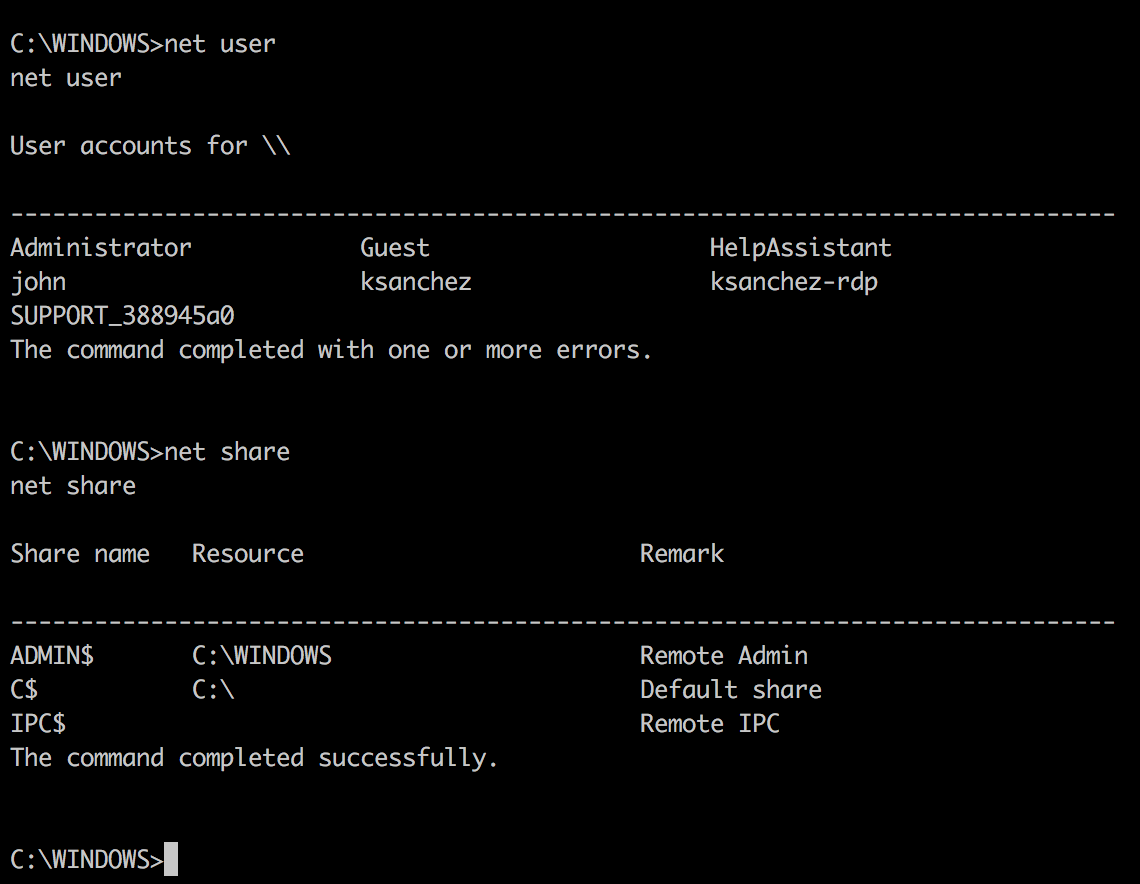 C:\WINDOWS>net user
net user
User accounts for \\
-------------------------------------------------------------------------------
Administrator            Guest                    HelpAssistant
john                     ksanchez                 ksanchez-rdp
SUPPORT_388945a0
The command completed with one or more errors.
C:\WINDOWS>net share
net share
Share name   Resource                        Remark
-------------------------------------------------------------------------------
ADMIN$       C:\WINDOWS                      Remote Admin
C$           C:\                             Default share
IPC$                                         Remote IPC
The command completed successfully.
C:\WINDOWS>